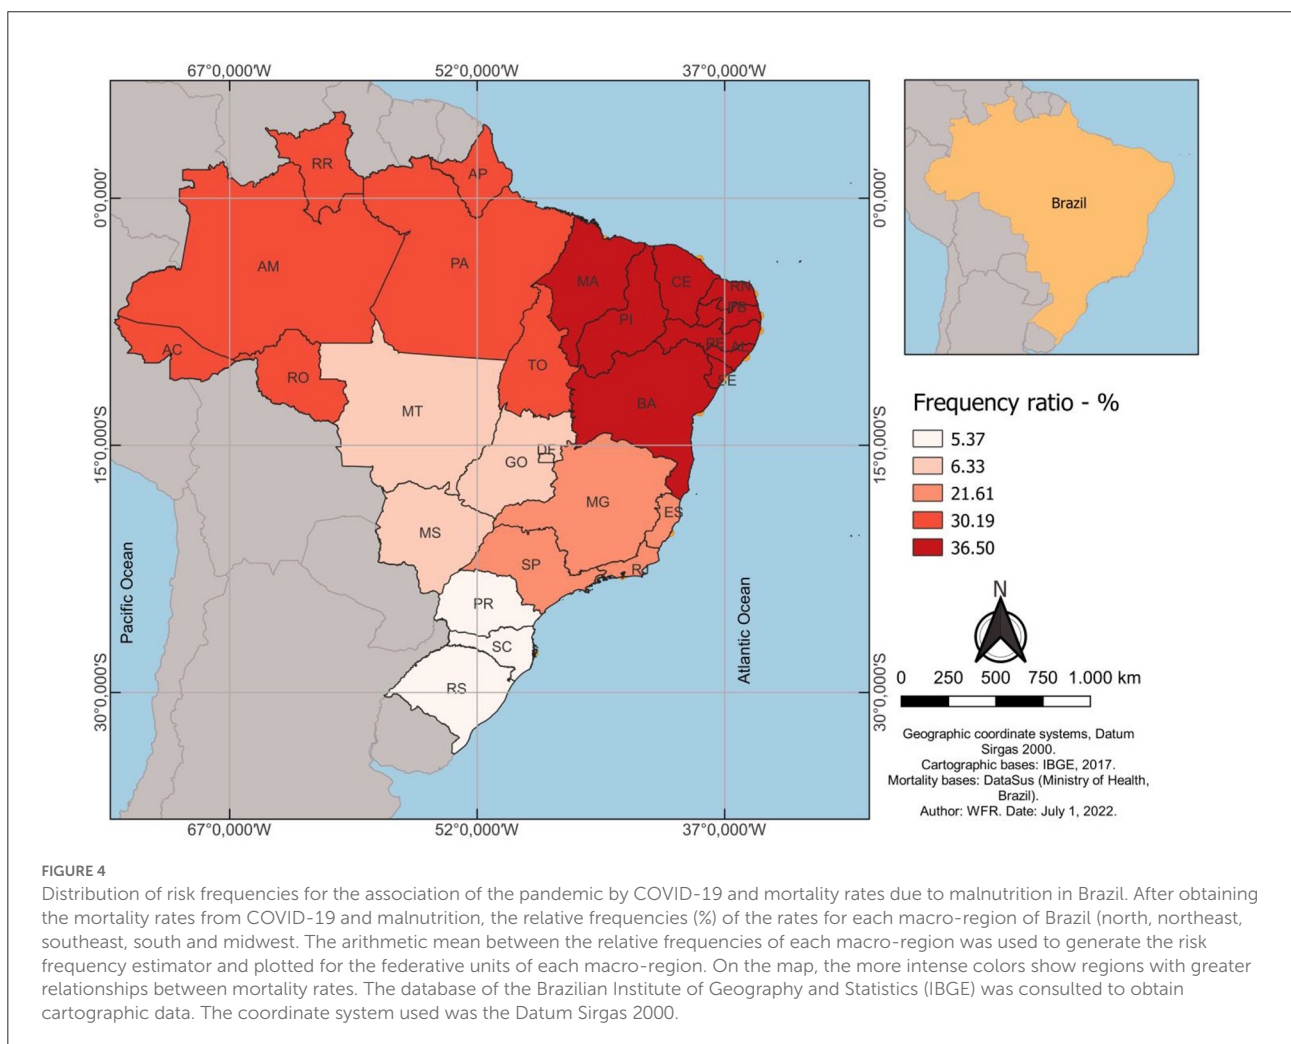 67°0,000'W 52°0,000'W 37°0,000'W
0°0,000' 0°0,000'
15°0,000'S 15°0,000'S
30°0,000'S 30°0,000'S
RR
AP
AM
PA
MA
CE
RN
PB
PI
PE
AL
AC
RO
TO
SE
BA
MT
DF
GO
MG
ES
MS
SP
RJ
PR
SC
RS
Pacific Ocean
Atlantic Ocean
67°0,000'W 52°0,000'W 37°0,000'W
Brazil
Frequency ratio - %
5.37
6.33
21.61
30.19
36.50
N
0 250 500 750 1.000 km
Geographic coordinate systems, Datum
Sirgas 2000.
Cartographic bases: IBGE, 2017.
Mortality bases: DataSus (Ministry of Health,
Brazil).
Author: WFR. Date: July 1, 2022.
FIGURE 4
Distribution of risk frequencies for the association of the pandemic by COVID-19 and mortality rates due to malnutrition in Brazil. After obtaining
the mortality rates from COVID-19 and malnutrition, the relative frequencies (%) of the rates for each macro-region of Brazil (north, northeast,
southeast, south and midwest. The arithmetic mean between the relative frequencies of each macro-region was used to generate the risk
frequency estimator and plotted for the federative units of each macro-region. On the map, the more intense colors show regions with greater
relationships between mortality rates. The database of the Brazilian Institute of Geography and Statistics (IBGE) was consulted to obtain
cartographic data. The coordinate system used was the Datum Sirgas 2000.